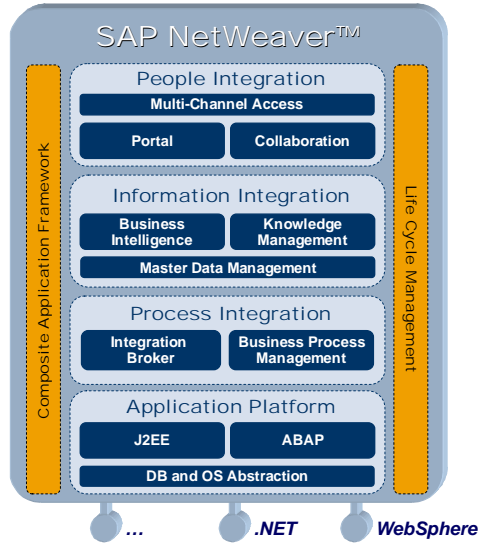 SAP NetWeaver™
People Integration
Multi-Channel Access
Portal
Collaboration
Information Integration
Business
Intelligence
Knowledge
Management
Master Data Management
Process Integration
Integration
Broker
Business Process
Management
Application Platform
J2EE
ABAP
DB and OS Abstraction
Composite Application Framework
Life Cycle Management
...
.NET
WebSphere